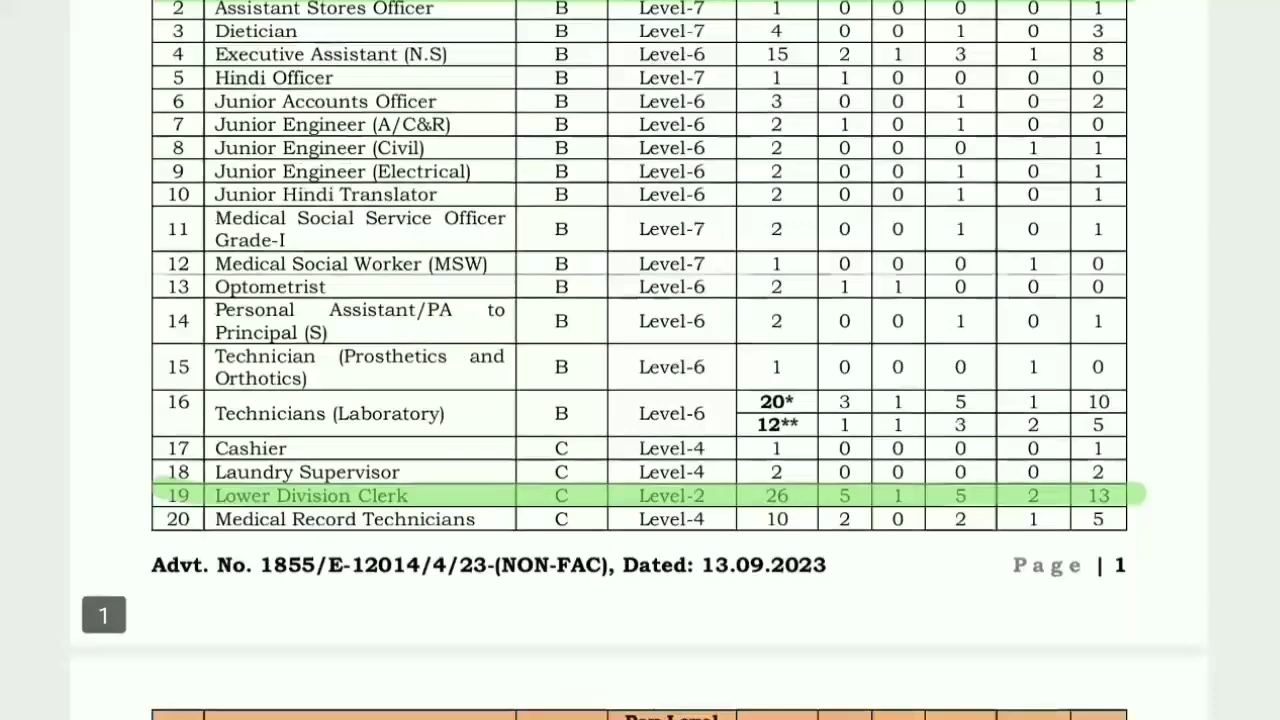 2 Assistant Stores Officer B Level-7 1 0 0 0 0 1
3 Dietician B Level-7 4 0 0 1 0 3
4 Executive Assistant (N.S) B Level-6 15 2 1 3 1 8
5 Hindi Officer B Level-7 1 1 0 0 0 0
6 Junior Accounts Officer B Level-6 3 0 0 1 0 2
7 Junior Engineer (A/C&R) B Level-6 2 1 0 1 0 0
8 Junior Engineer (Civil) B Level-6 2 0 0 0 1 1
9 Junior Engineer (Electrical) B Level-6 2 0 0 1 0 1
10 Junior Hindi Translator B Level-6 2 0 0 1 0 1
11 Medical Social Service Officer
Grade-I B Level-7 2 0 0 1 0 1
12 Medical Social Worker (MSW) B Level-7 1 0 0 0 1 0
13 Optometrist B Level-6 2 1 1 0 0 0
14 Personal Assistant/PA to
Principal (S) B Level-6 2 0 0 1 0 1
15 Technician (Prosthetics and
Orthotics) B Level-6 1 0 0 0 1 0
16 Technicians (Laboratory) B Level-6 20* 3 1 5 1 10
12** 1 1 3 2 5
17 Cashier C Level-4 1 0 0 0 0 1
18 Laundry Supervisor C Level-4 2 0 0 0 0 2
19 Lower Division Clerk C Level-2 26 5 1 5 2 13
20 Medical Record Technicians C Level-4 10 2 0 2 1 5
Advt. No. 1855/E-12014/4/23-(NON-FAC), Dated: 13.09.2023 Page | 1
1
Pay Level